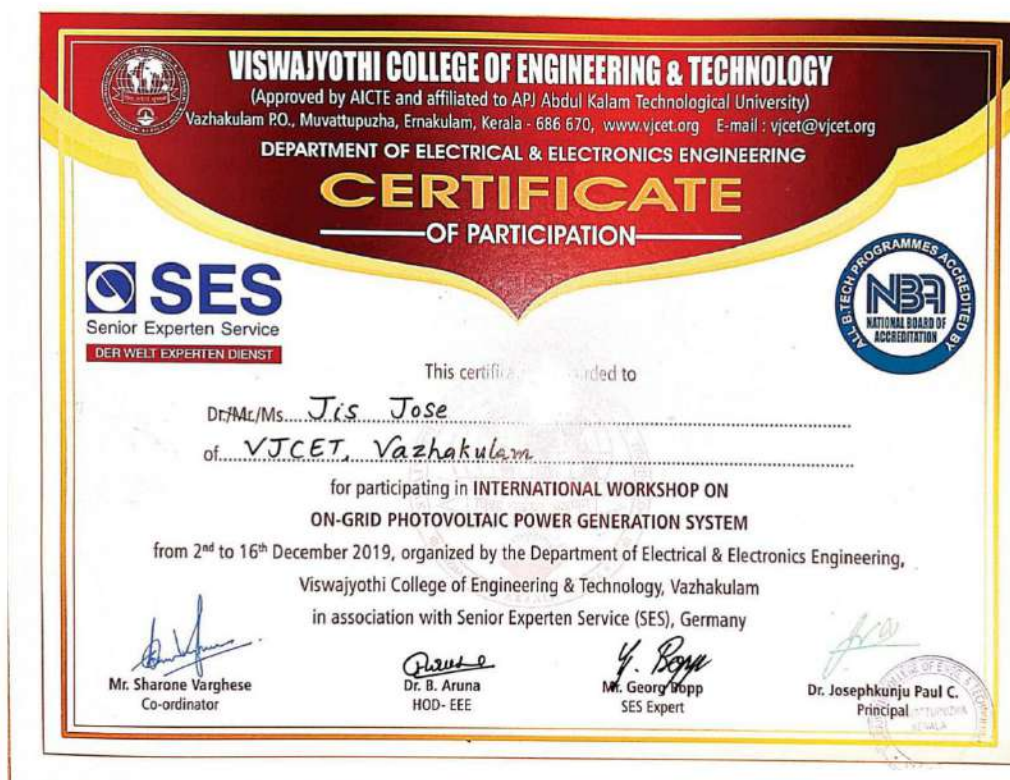 VISWAJYOTHI COLLEGE OF ENGINEERING & TECHNOLOGY
(Approved by AICTE and affiliated to APJ Abdul Kalam Technological University)
Vazhakulam P.O., Muvattupuzha, Ernakulam, Kerala - 686 670, www.vjcet.org E-mail : vjcet@vjcet.org
DEPARTMENT OF ELECTRICAL & ELECTRONICS ENGINEERING
CERTIFICATE
OF PARTICIPATION
SES
Senior Experten Service
DER WELT EXPERTEN DIENST
ALL B.TECH PROGRAMMES ACCREDITED BY
NBA
NATIONAL BOARD OF
ACCREDITATION
This to
Dr./Mr./Ms. Jis Jose
of VJCET, Vazhakulam
for participating in INTERNATIONAL WORKSHOP ON
ON-GRID PHOTOVOLTAIC POWER GENERATION SYSTEM
from 2nd to 16th December 2019, organized by the Department of Electrical & Electronics Engineering,
Viswajyothi College of Engineering & Technology, Vazhakulam
in association with Senior Experten Service (SES), Germany
G. Bopp
Mr. Sharone Varghese
Co-ordinator
Dr. B. Aruna
HOD- EEE
Mr. Georg Bopp
SES Expert
Dr. Josephkunju Paul C.
Principal